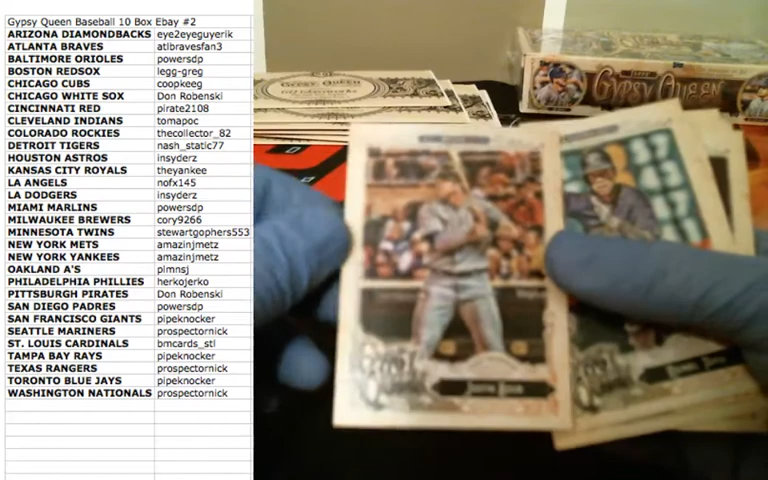 Gypsy Queen Baseball 10 Box Ebay #2
ARIZONA DIAMONDBACKS eye2eyeguyerik
ATLANTA BRAVES atlbravesfan3
BALTIMORE ORIOLES powersdp
BOSTON REDSOX legg-greg
CHICAGO CUBS coopkeeg
CHICAGO WHITE SOX Don Robenski
CINCINNATI RED pirate2108
CLEVELAND INDIANS tomapoc
COLORADO ROCKIES thecollector_82
DETROIT TIGERS nash_static77
HOUSTON ASTROS insyderz
KANSAS CITY ROYALS theyankee
LA ANGELS nofx145
LA DODGERS insyderz
MIAMI MARLINS powersdp
MILWAUKEE BREWERS cory9266
MINNESOTA TWINS stewartgophers553
NEW YORK METS amazinjmetz
NEW YORK YANKEES amazinjmetz
OAKLAND A'S plmnsj
PHILADELPHIA PHILLIES herkojerko
PITTSBURGH PIRATES Don Robenski
SAN DIEGO PADRES powersdp
SAN FRANCISCO GIANTS pipeknocker
SEATTLE MARINERS prospectornick
ST. LOUIS CARDINALS bmcards_stl
TAMPA BAY RAYS pipeknocker
TEXAS RANGERS prospectornick
TORONTO BLUE JAYS pipeknocker
WASHINGTON NATIONALS prospectornick
GYPSY QUEEN
GYPSY QUEEN